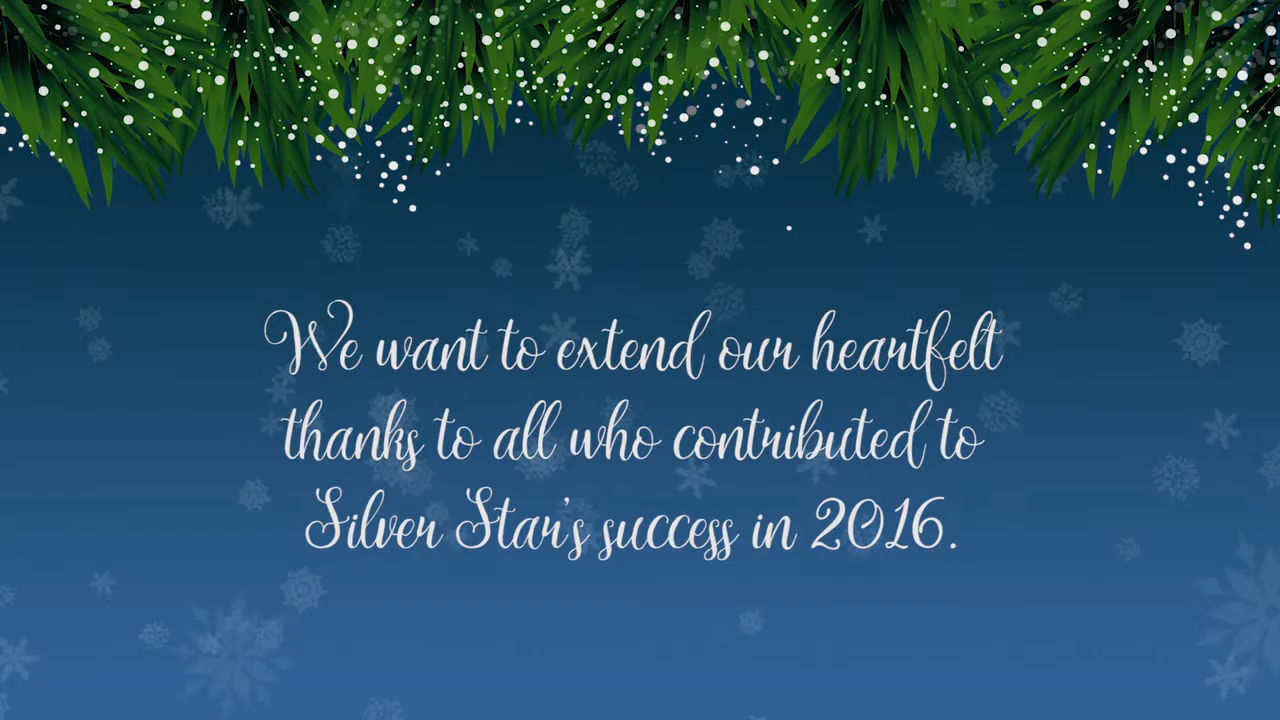 We want to extend our heartfelt
thanks to all who contributed to
Silver Star's success in 2016.